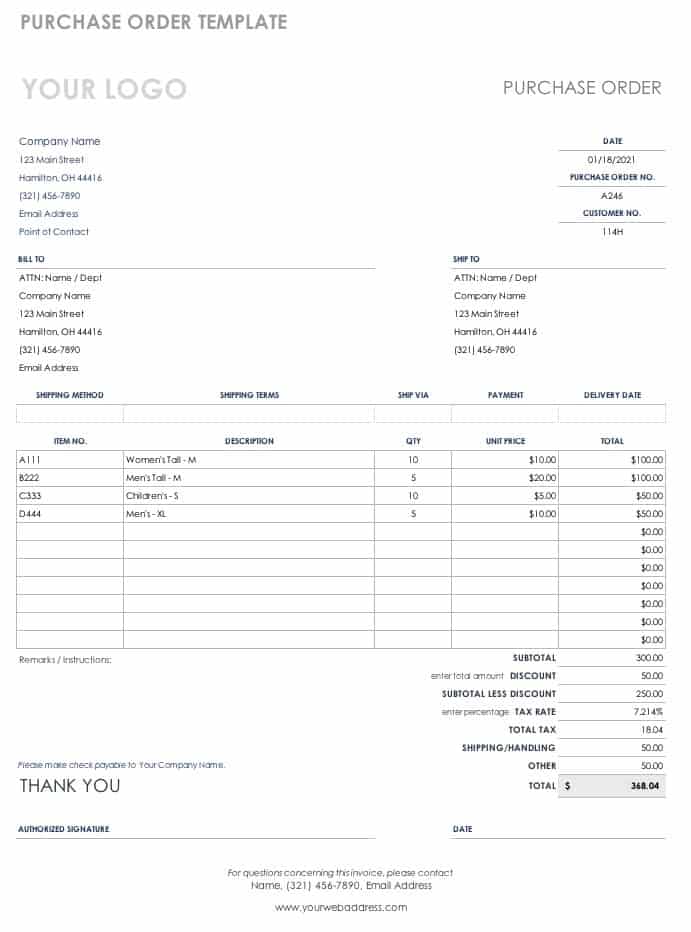 PURCHASE ORDER TEMPLATE
YOUR LOGO
PURCHASE ORDER
Company Name
DATE
123 Main Street
01/18/2021
Hamilton, OH 44416
PURCHASE ORDER NO.
(321) 456-7890
A246
Email Address
CUSTOMER NO.
Point of Contact
114H
BILL TO
SHIP TO
ATTN: Name / Dept
ATTN: Name / Dept
Company Name
Company Name
123 Main Street
123 Main Street
Hamilton, OH 44416
Hamilton, OH 44416
(321) 456-7890
(321) 456-7890
Email Address
SHIPPING METHOD SHIPPING TERMS SHIP VIA PAYMENT DELIVERY DATE
ITEM NO. DESCRIPTION QTY UNIT PRICE TOTAL
A111 Women's Tall - M 10 $10.00 $100.00
B222 Men's Tall - M 5 $20.00 $100.00
C333 Children's - S 10 $5.00 $50.00
D444 Men's - XL 5 $10.00 $50.00
$0.00
$0.00
$0.00
$0.00
$0.00
$0.00
$0.00
Remarks / Instructions:
SUBTOTAL 300.00
enter total amount DISCOUNT 50.00
SUBTOTAL LESS DISCOUNT 250.00
enter percentage TAX RATE 7.214%
TOTAL TAX 18.04
SHIPPING/HANDLING 50.00
Please make check payable to Your Company Name.
OTHER 50.00
THANK YOU
TOTAL $ 368.04
AUTHORIZED SIGNATURE
DATE
For questions concerning this invoice, please contact
Name, (321) 456-7890, Email Address
www.yourwebaddress.com